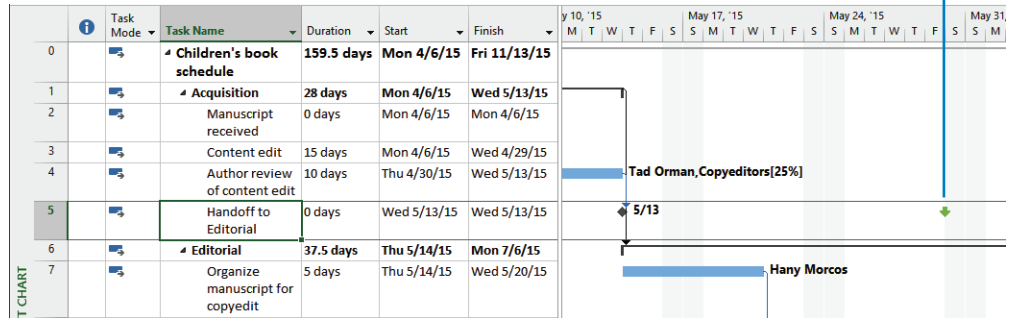 Task Mode Task Name Duration Start Finish
y 10, '15 May 17, '15 May 24, '15 May 31,
M T W T F S S M T W T F S S M T W T F S S M
0 Children's book schedule 159.5 days Mon 4/6/15 Fri 11/13/15
1 Acquisition 28 days Mon 4/6/15 Wed 5/13/15
2 Manuscript received 0 days Mon 4/6/15 Mon 4/6/15
3 Content edit 15 days Mon 4/6/15 Wed 4/29/15
4 Author review of content edit 10 days Thu 4/30/15 Wed 5/13/15 Tad Orman,Copyeditors[25%]
5 Handoff to Editorial 0 days Wed 5/13/15 Wed 5/13/15 5/13
6 Editorial 37.5 days Thu 5/14/15 Mon 7/6/15
7 Organize manuscript for copyedit 5 days Thu 5/14/15 Wed 5/20/15 Hany Morcos
T CHART